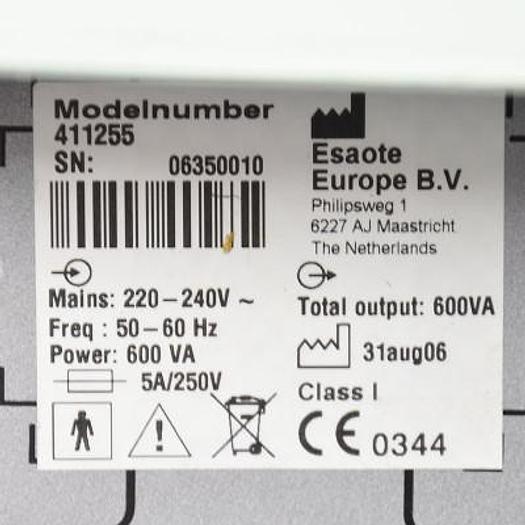 Modelnumber
411255
SN: 06350010
Esaote
Europe B.V.
Philipsweg 1
6227 AJ Maastricht
The Netherlands
Mains: 220–240V ~
Freq : 50–60 Hz
Power: 600 VA
5A/250V
Total output: 600VA
31aug06
Class I
CE 0344